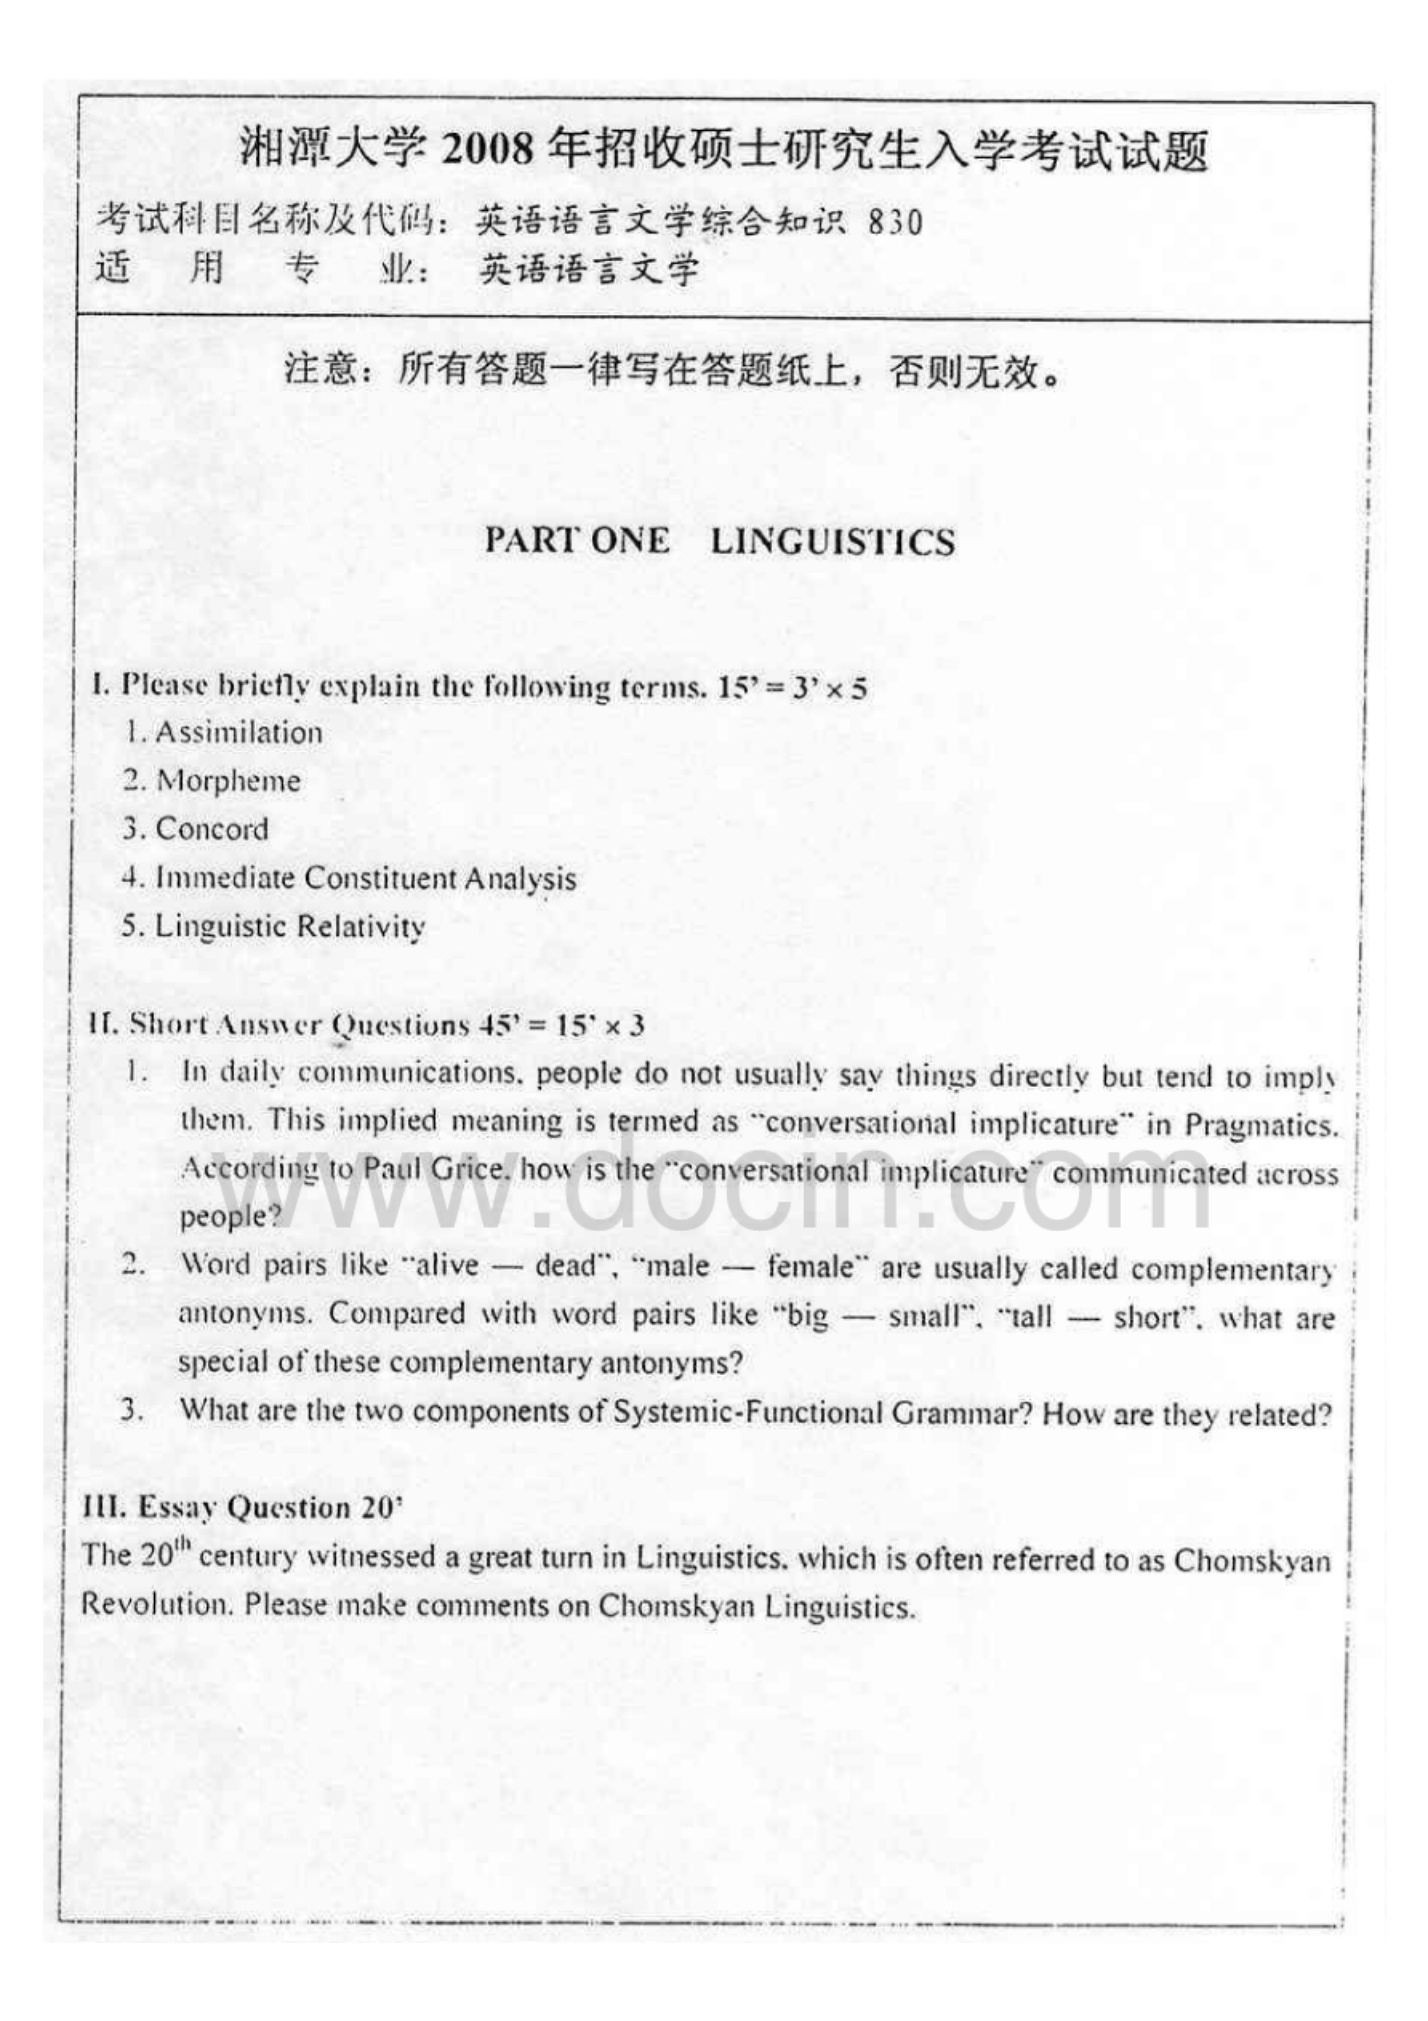 湘潭大学 2008 年招收硕士研究生入学考试试题
考试科目名称及代码：英语语言文学综合知识 830
适 用 专 业： 英语语言文学
注意：所有答题一律写在答题纸上，否则无效。
PART ONE LINGUISTICS
I. Please briefly explain the following terms. 15’ = 3’ × 5
1. Assimilation
2. Morpheme
3. Concord
4. Immediate Constituent Analysis
5. Linguistic Relativity
II. Short Answer Questions 45’ = 15’ × 3
1. In daily communications, people do not usually say things directly but tend to imply
them. This implied meaning is termed as “conversational implicature” in Pragmatics.
According to Paul Grice, how is the “conversational implicature” communicated across
people?
www.docin.com
2. Word pairs like “alive — dead”, “male — female” are usually called complementary
antonyms. Compared with word pairs like “big — small”, “tall — short”, what are
special of these complementary antonyms?
3. What are the two components of Systemic-Functional Grammar? How are they related?
III. Essay Question 20’
The 20th century witnessed a great turn in Linguistics, which is often referred to as Chomskyan
Revolution. Please make comments on Chomskyan Linguistics.